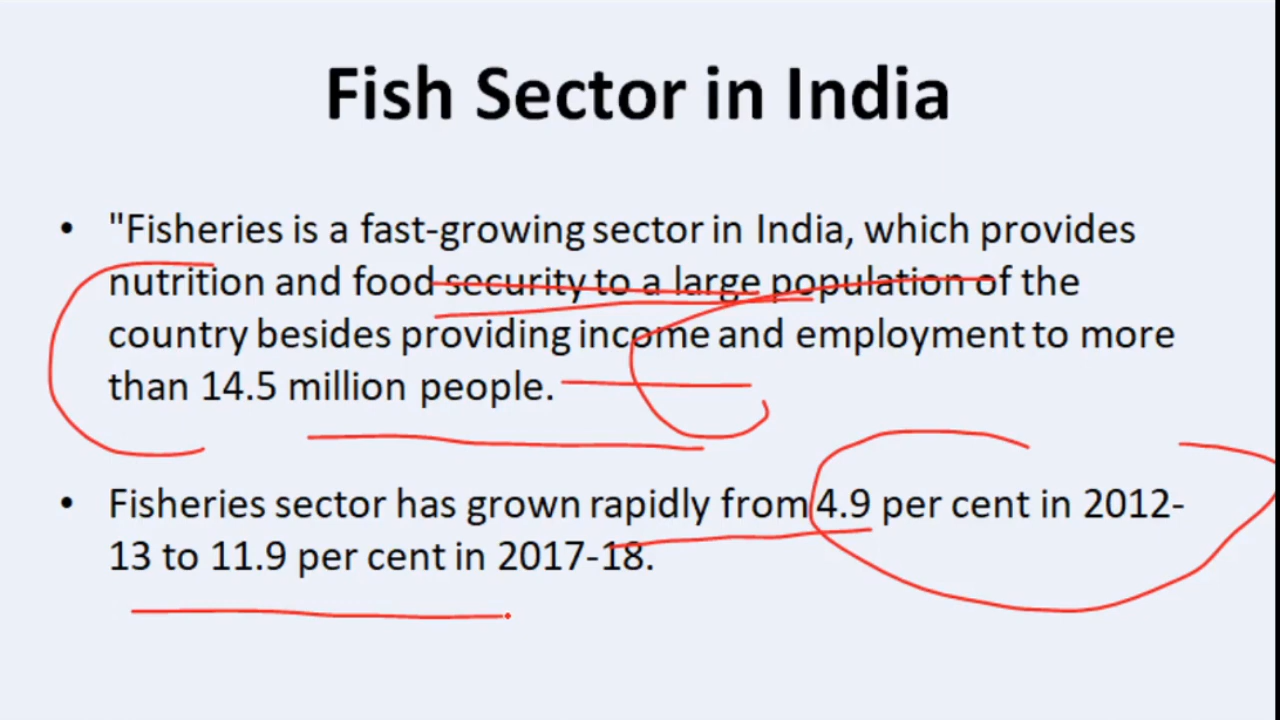 Fish Sector in India
• "Fisheries is a fast-growing sector in India, which provides
nutrition and food security to a large population of the
country besides providing income and employment to more
than 14.5 million people.
• Fisheries sector has grown rapidly from 4.9 per cent in 2012-
13 to 11.9 per cent in 2017-18.